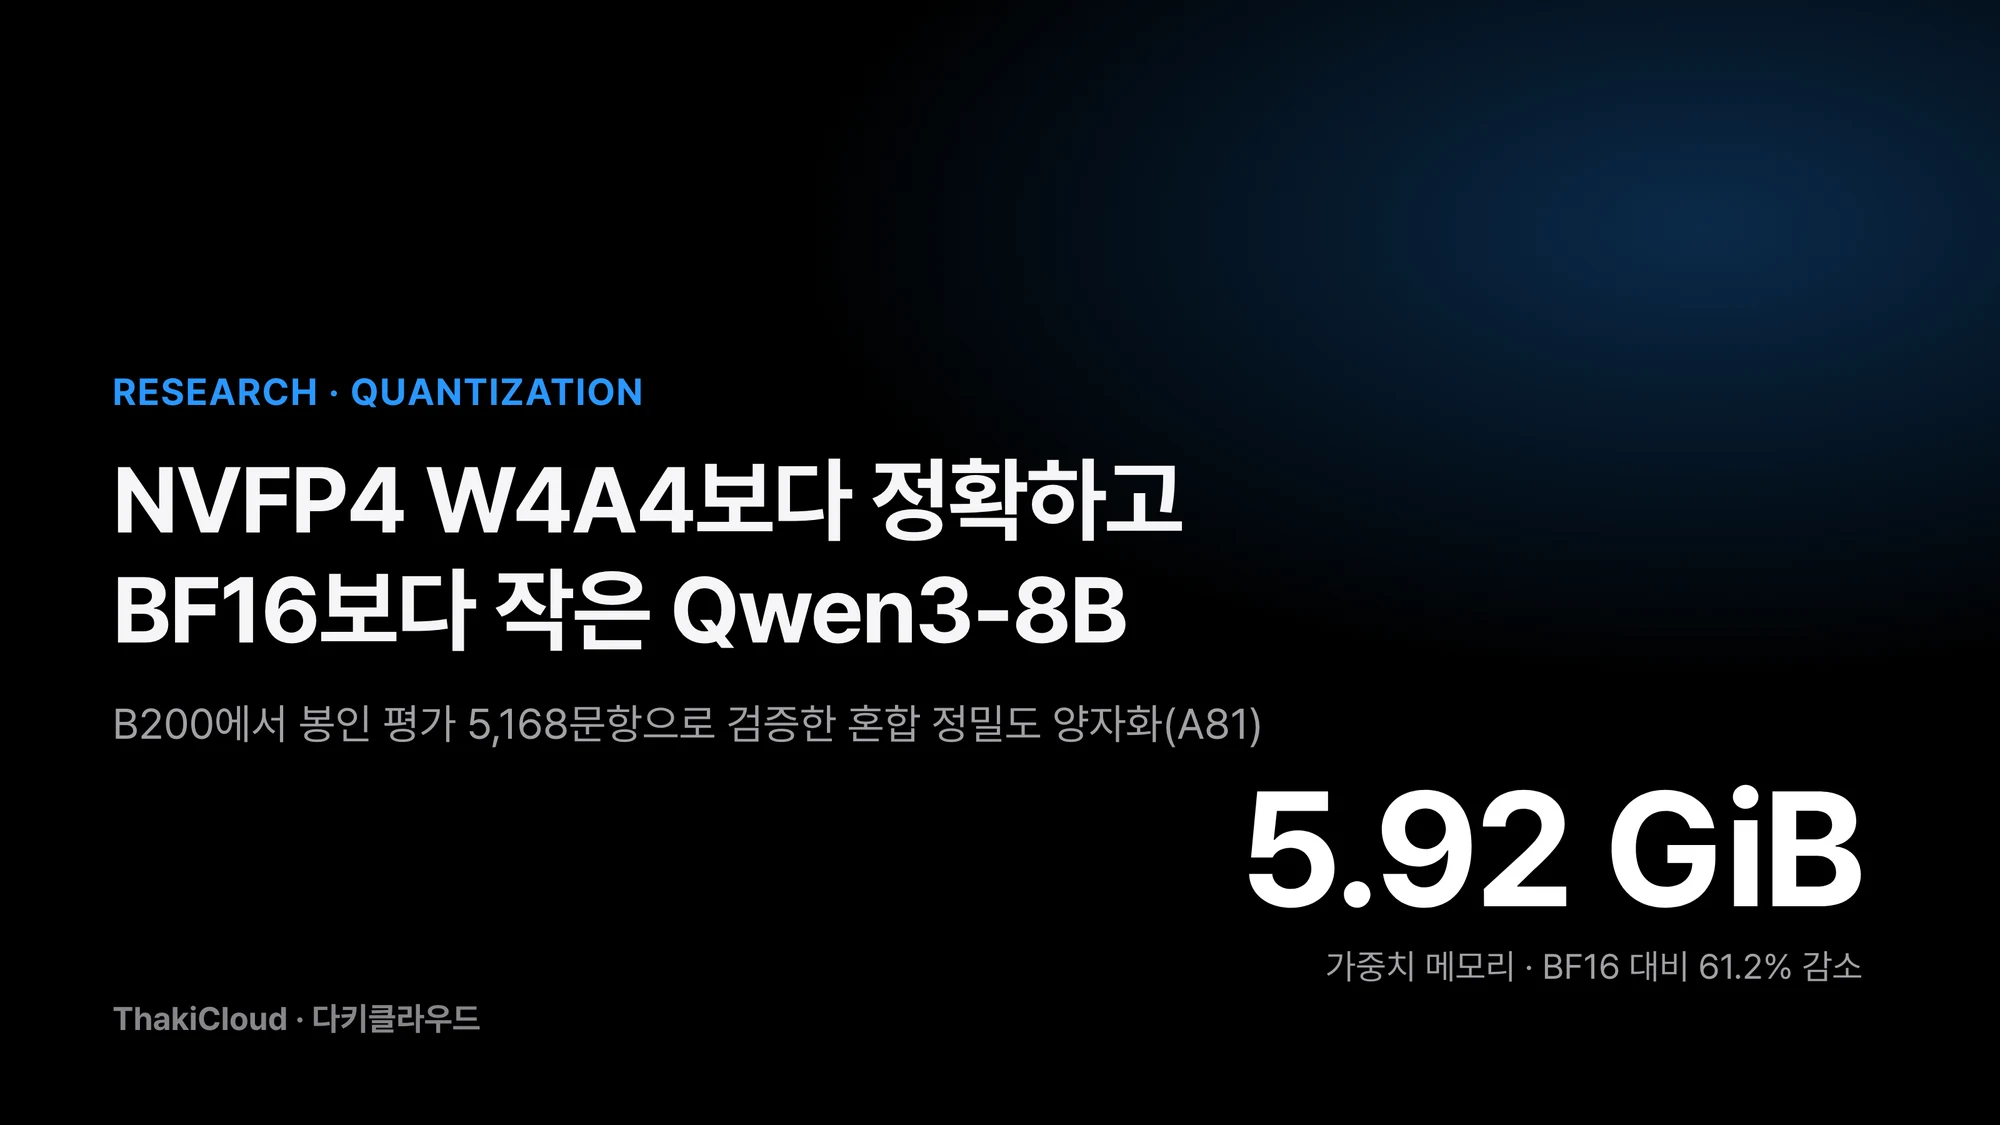 RESEARCH · QUANTIZATION
NVFP4 W4A4보다 정확하고
BF16보다 작은 Qwen3-8B
B200에서 봉인 평가 5,168문항으로 검증한 혼합 정밀도 양자화(A81)
5.92 GiB
가중치 메모리 · BF16 대비 61.2% 감소
ThakiCloud · 다키클라우드